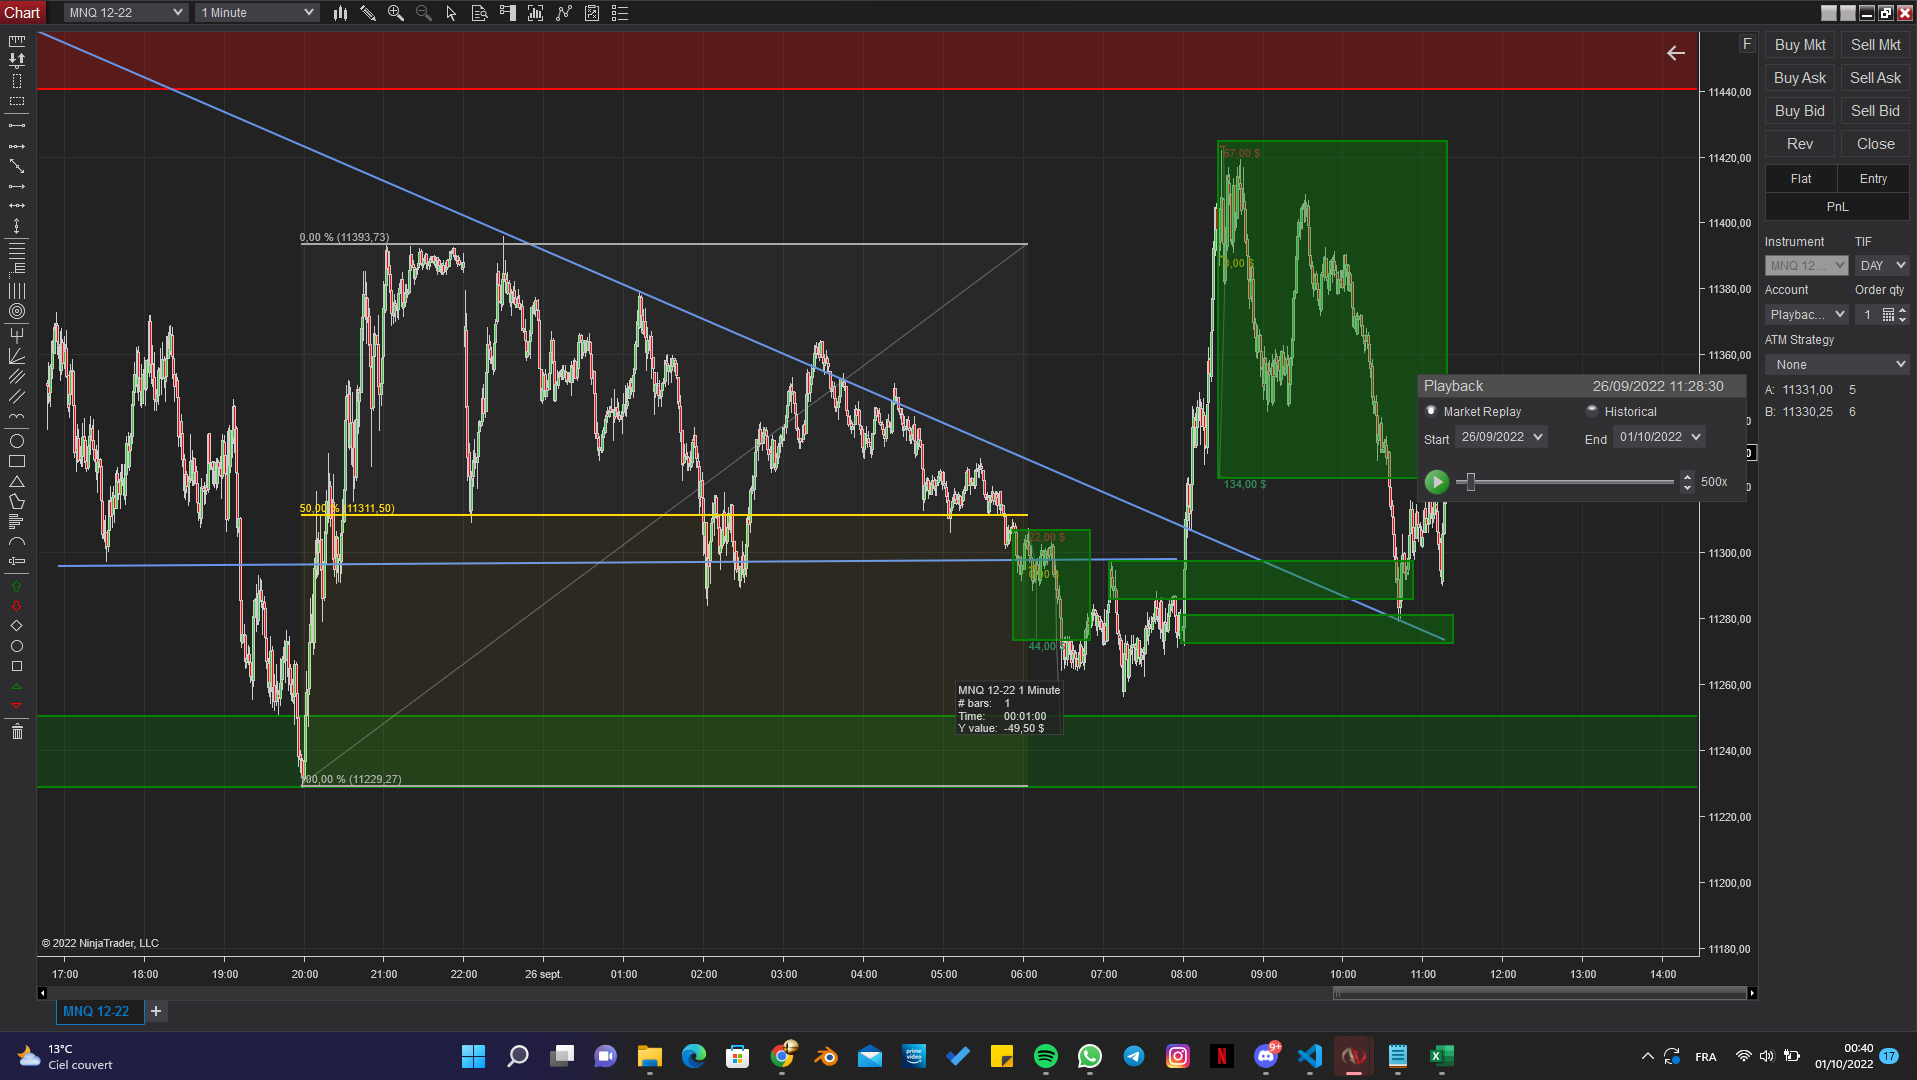 Chart
MNQ 12-22
1 Minute
F
Buy Mkt
Sell Mkt
Buy Ask
Sell Ask
Buy Bid
Sell Bid
Rev
Close
Flat
Entry
PnL
Instrument
TIF
MNQ 12...
DAY
Account
Order qty
Playbac...
1
ATM Strategy
None
A: 11331,00 5
B: 11330,25 6
11440,00
11420,00
11400,00
11380,00
11360,00
11300,00
11280,00
11260,00
11240,00
11220,00
11200,00
11180,00
67,00 $
0,00 $
134,00 $
0,00 % (11393,73)
50,00 % (11311,50)
22,00 $
44,00 $
Playback
26/09/2022 11:28:30
Market Replay
Historical
Start 26/09/2022
End 01/10/2022
500x
MNQ 12-22 1 Minute
# bars: 1
Time: 00:01:00
Y value: -49,50 $
00,00 % (11229,27)
© 2022 NinjaTrader, LLC
17:00 18:00 19:00 20:00 21:00 22:00 26 sept. 01:00 02:00 03:00 04:00 05:00 06:00 07:00 08:00 09:00 10:00 11:00 12:00 13:00 14:00
MNQ 12-22
+
13°C
Ciel couvert
prime video
9+
FRA
00:40
01/10/2022
17